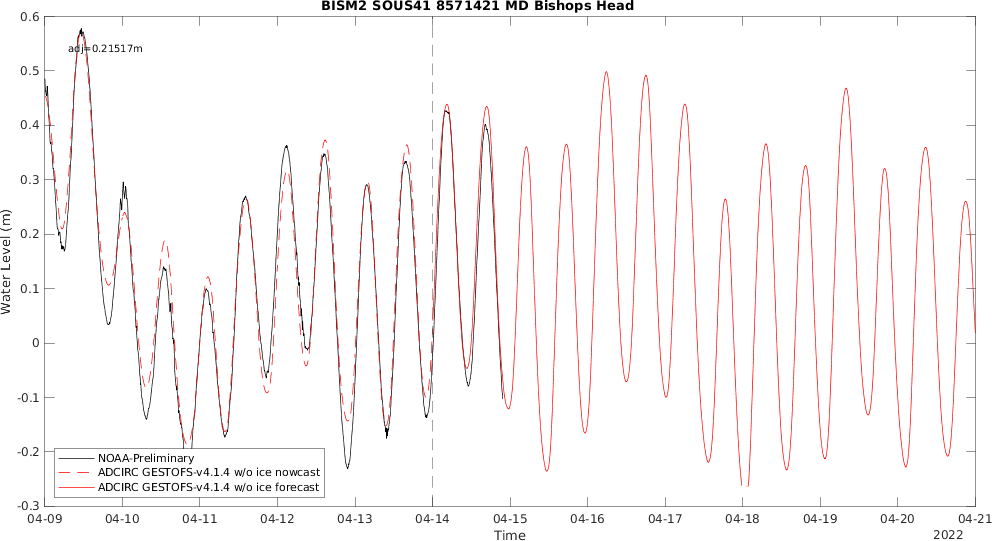 BISM2 SOUS41 8571421 MD Bishops Head
0.6
adj=0.21517m
0.5
0.4
0.3
0.2
0.1
0
-0.1
-0.2
-0.3
Water Level (m)
NOAA-Preliminary
ADCIRC GESTOFS-v4.1.4 w/o ice nowcast
ADCIRC GESTOFS-v4.1.4 w/o ice forecast
04-09 04-10 04-11 04-12 04-13 04-14 04-15 04-16 04-17 04-18 04-19 04-20 04-21
Time
2022